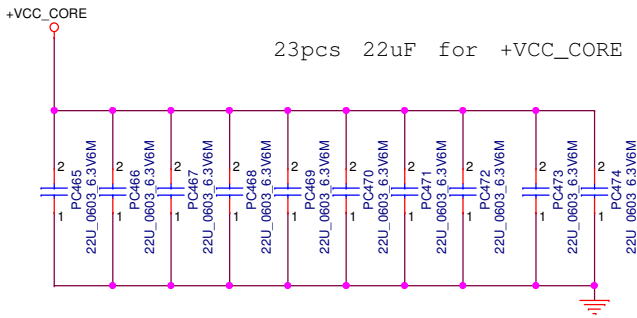 +VCC_CORE
23pcs 22uF for +VCC_CORE
2
1
PC465
22U_0603_6.3V6M
2
1
PC466
22U_0603_6.3V6M
2
1
PC467
22U_0603_6.3V6M
2
1
PC468
22U_0603_6.3V6M
2
1
PC469
22U_0603_6.3V6M
2
1
PC470
22U_0603_6.3V6M
2
1
PC471
22U_0603_6.3V6M
2
1
PC472
22U_0603_6.3V6M
2
1
PC473
22U_0603_6.3V6M
2
1
PC474
22U_0603_6.3V6M